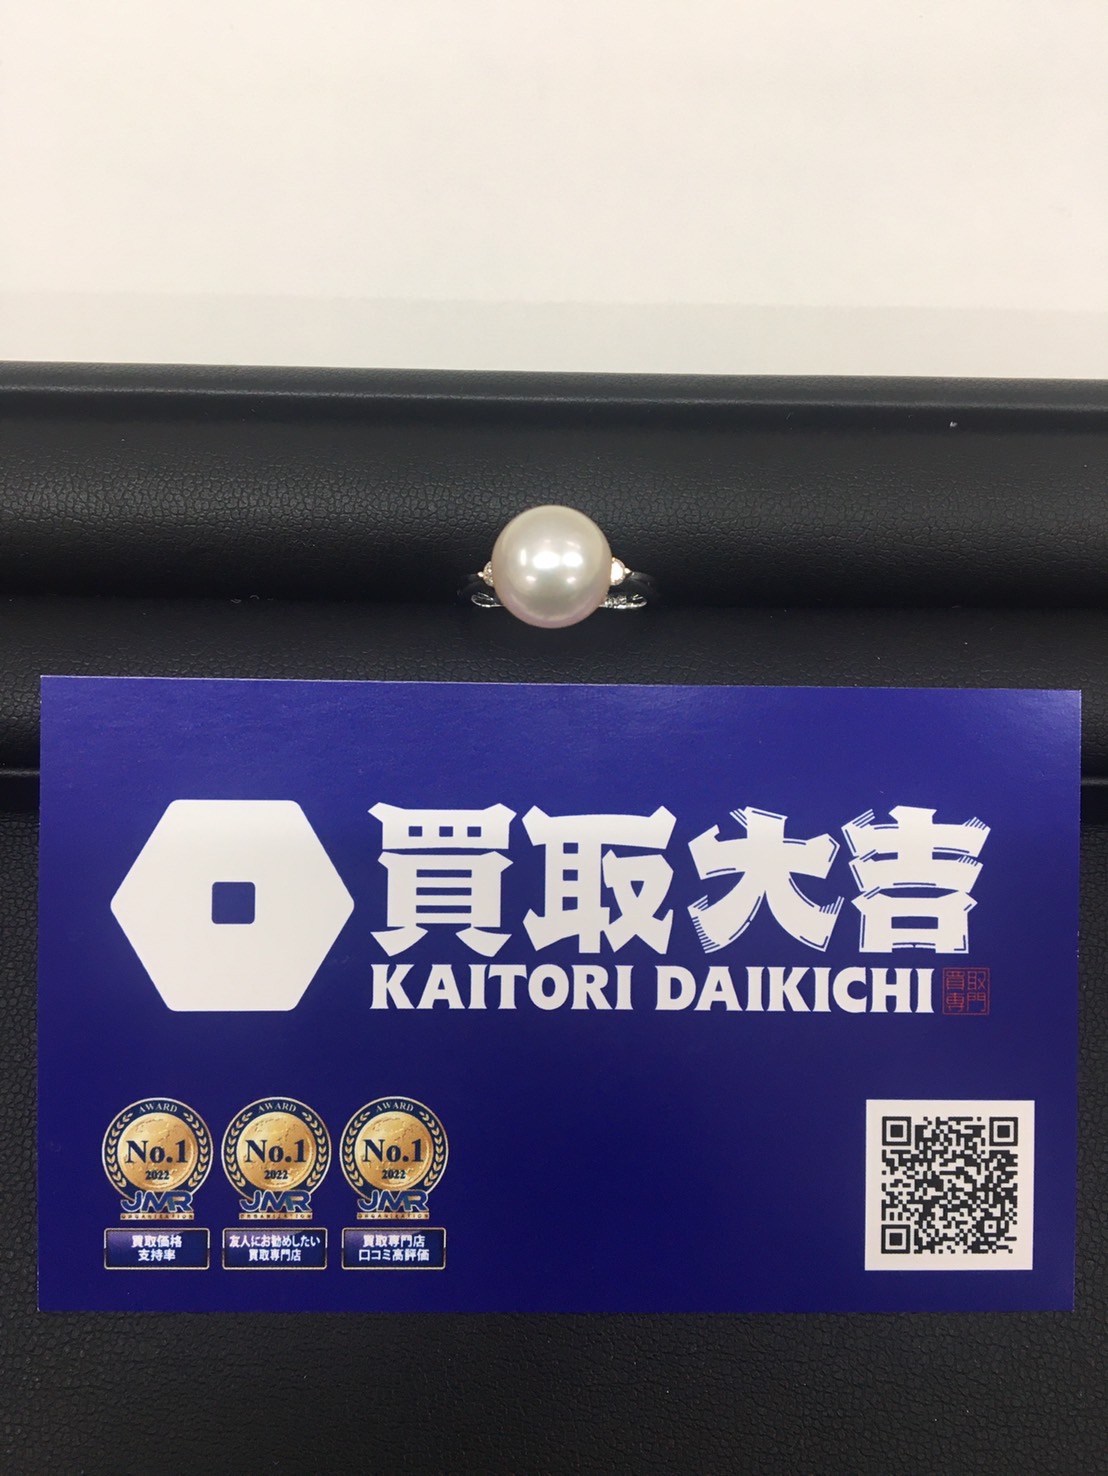 買取大吉
KAITORI DAIKICHI
買取
専門
AWARD
No.1
2022
JMR
ORGANIZATION
買取価格
支持率
AWARD
No.1
2022
JMR
ORGANIZATION
友人にお勧めしたい
買取専門店
AWARD
No.1
2022
JMR
ORGANIZATION
買取専門店
口コミ高評価